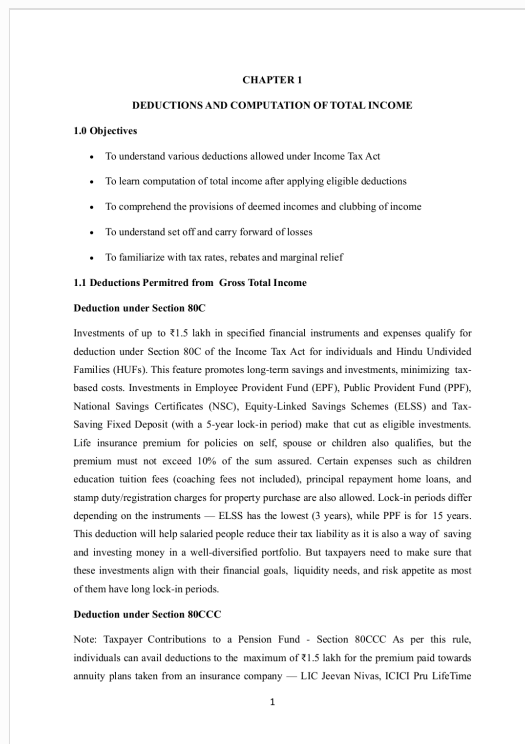 CHAPTER 1
DEDUCTIONS AND COMPUTATION OF TOTAL INCOME
1.0 Objectives
• To understand various deductions allowed under Income Tax Act
• To learn computation of total income after applying eligible deductions
• To comprehend the provisions of deemed incomes and clubbing of income
• To understand set off and carry forward of losses
• To familiarize with tax rates, rebates and marginal relief
1.1 Deductions Permitred from Gross Total Income
Deduction under Section 80C
Investments of up to ₹1.5 lakh in specified financial instruments and expenses qualify for
deduction under Section 80C of the Income Tax Act for individuals and Hindu Undivided
Families (HUFs). This feature promotes long-term savings and investments, minimizing tax-
based costs. Investments in Employee Provident Fund (EPF), Public Provident Fund (PPF),
National Savings Certificates (NSC), Equity-Linked Savings Schemes (ELSS) and Tax-
Saving Fixed Deposit (with a 5-year lock-in period) make that cut as eligible investments.
Life insurance premium for policies on self, spouse or children also qualifies, but the
premium must not exceed 10% of the sum assured. Certain expenses such as children
education tuition fees (coaching fees not included), principal repayment home loans, and
stamp duty/registration charges for property purchase are also allowed. Lock-in periods differ
depending on the instruments — ELSS has the lowest (3 years), while PPF is for 15 years.
This deduction will help salaried people reduce their tax liability as it is also a way of saving
and investing money in a well-diversified portfolio. But taxpayers need to make sure that
these investments align with their financial goals, liquidity needs, and risk appetite as most
of them have long lock-in periods.
Deduction under Section 80CCC
Note: Taxpayer Contributions to a Pension Fund - Section 80CCC As per this rule,
individuals can avail deductions to the maximum of ₹1.5 lakh for the premium paid towards
annuity plans taken from an insurance company — LIC Jeevan Nivas, ICICI Pru LifeTime
1